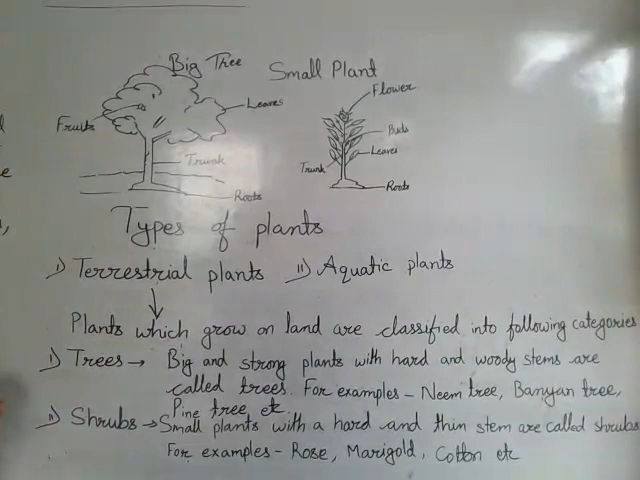 Big Tree
Small Plant
Flower
Leaves
Fruits
Buds
Leaves
Trunk
Trunk
Roots
Roots
Types of plants
i) Terrestrial plants ii) Aquatic plants
Plants which grow on land are classified into following categories
i) Trees → Big and strong plants with hard and woody stems are
called trees. For examples - Neem tree, Banyan tree,
Pine tree etc
ii) Shrubs → Small plants with a hard and thin stem are called shrubs
For examples - Rose, Marigold, Cotton etc